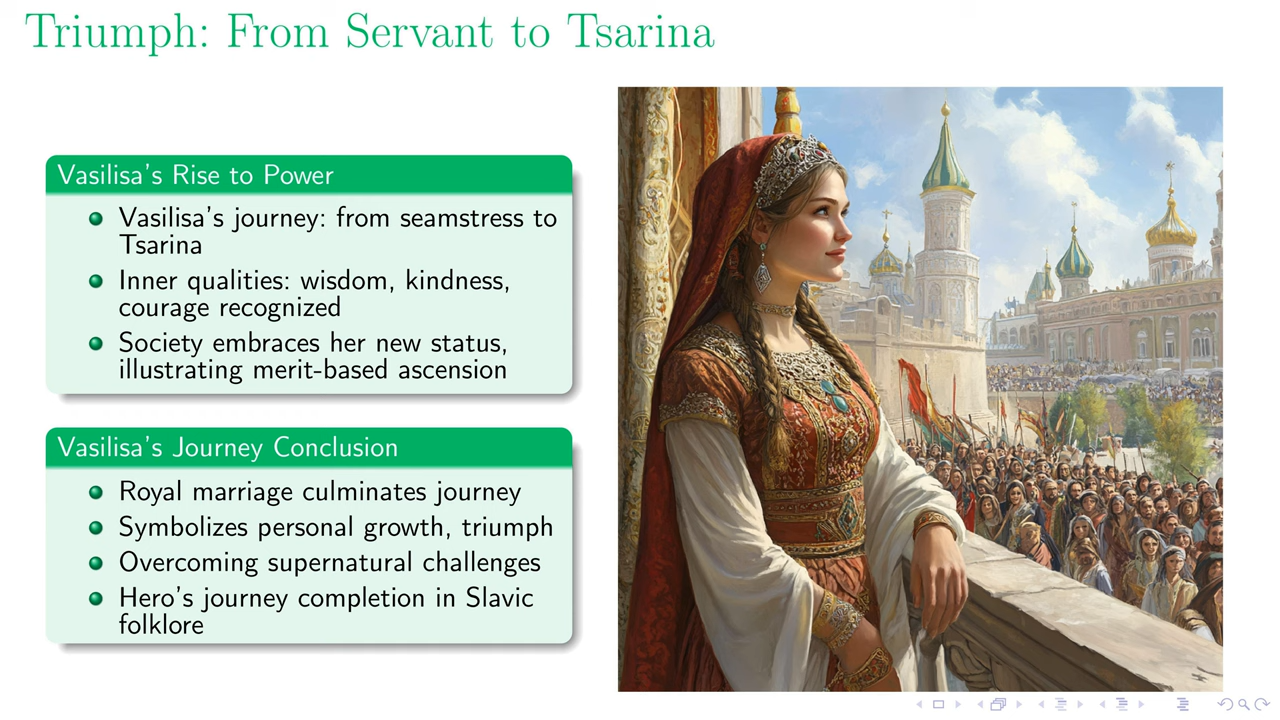 Triumph: From Servant to Tsarina
Vasilisa's Rise to Power
Vasilisa's journey: from seamstress to
Tsarina
Inner qualities: wisdom, kindness,
courage recognized
Society embraces her new status,
illustrating merit-based ascension
Vasilisa's Journey Conclusion
Royal marriage culminates journey
Symbolizes personal growth, triumph
Overcoming supernatural challenges
Hero's journey completion in Slavic
folklore